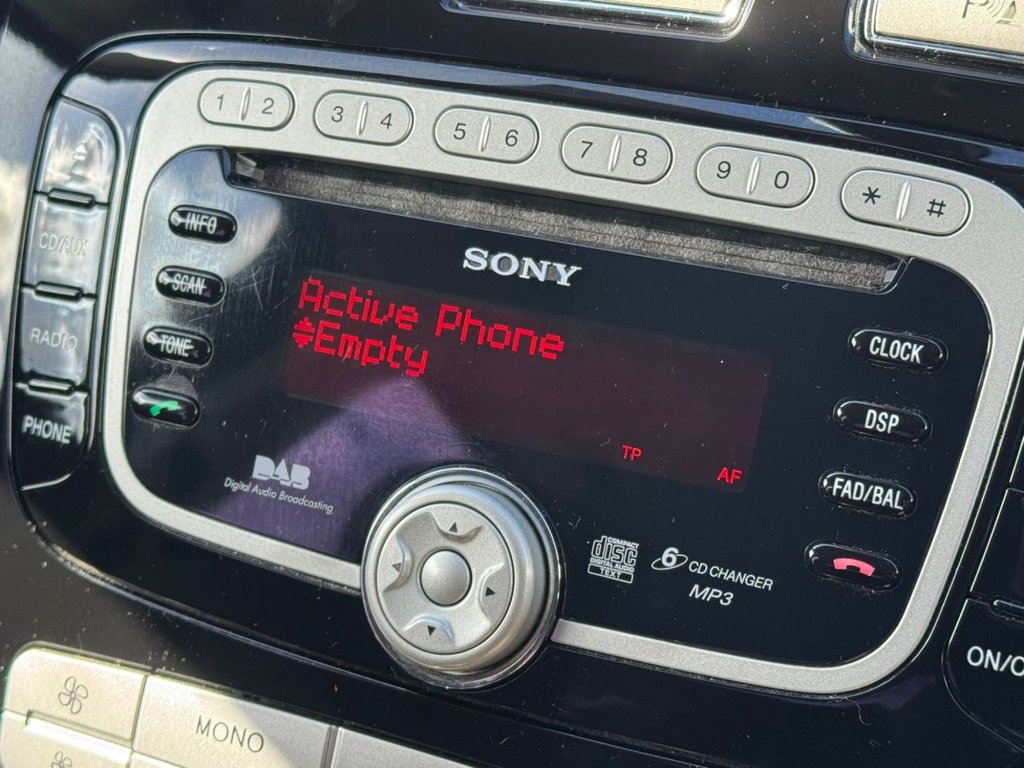 P
1 2
3 4
5 6
7 8
9 0
* #
CD/AUX
RADIO
PHONE
INFO
SCAN
TONE
SONY
Active Phone
Empty
TP
AF
CLOCK
DSP
FAD/BAL
DAB
Digital Audio Broadcasting
COMPACT
disc
DIGITAL AUDIO
TEXT
6 CD CHANGER
MP3
MONO
ON/O